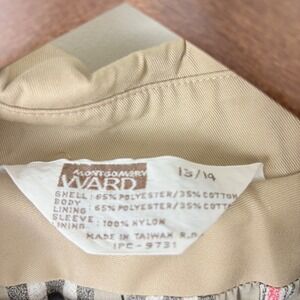 MONTGOMERY
WARD
13/14
SHELL: 65% POLYESTER/35% COTTON
BODY
LINING: 65% POLYESTER/35% COTTON
SLEEVE
LINING: 100% NYLON
MADE IN TAIWAN R.O.
IPC-9731